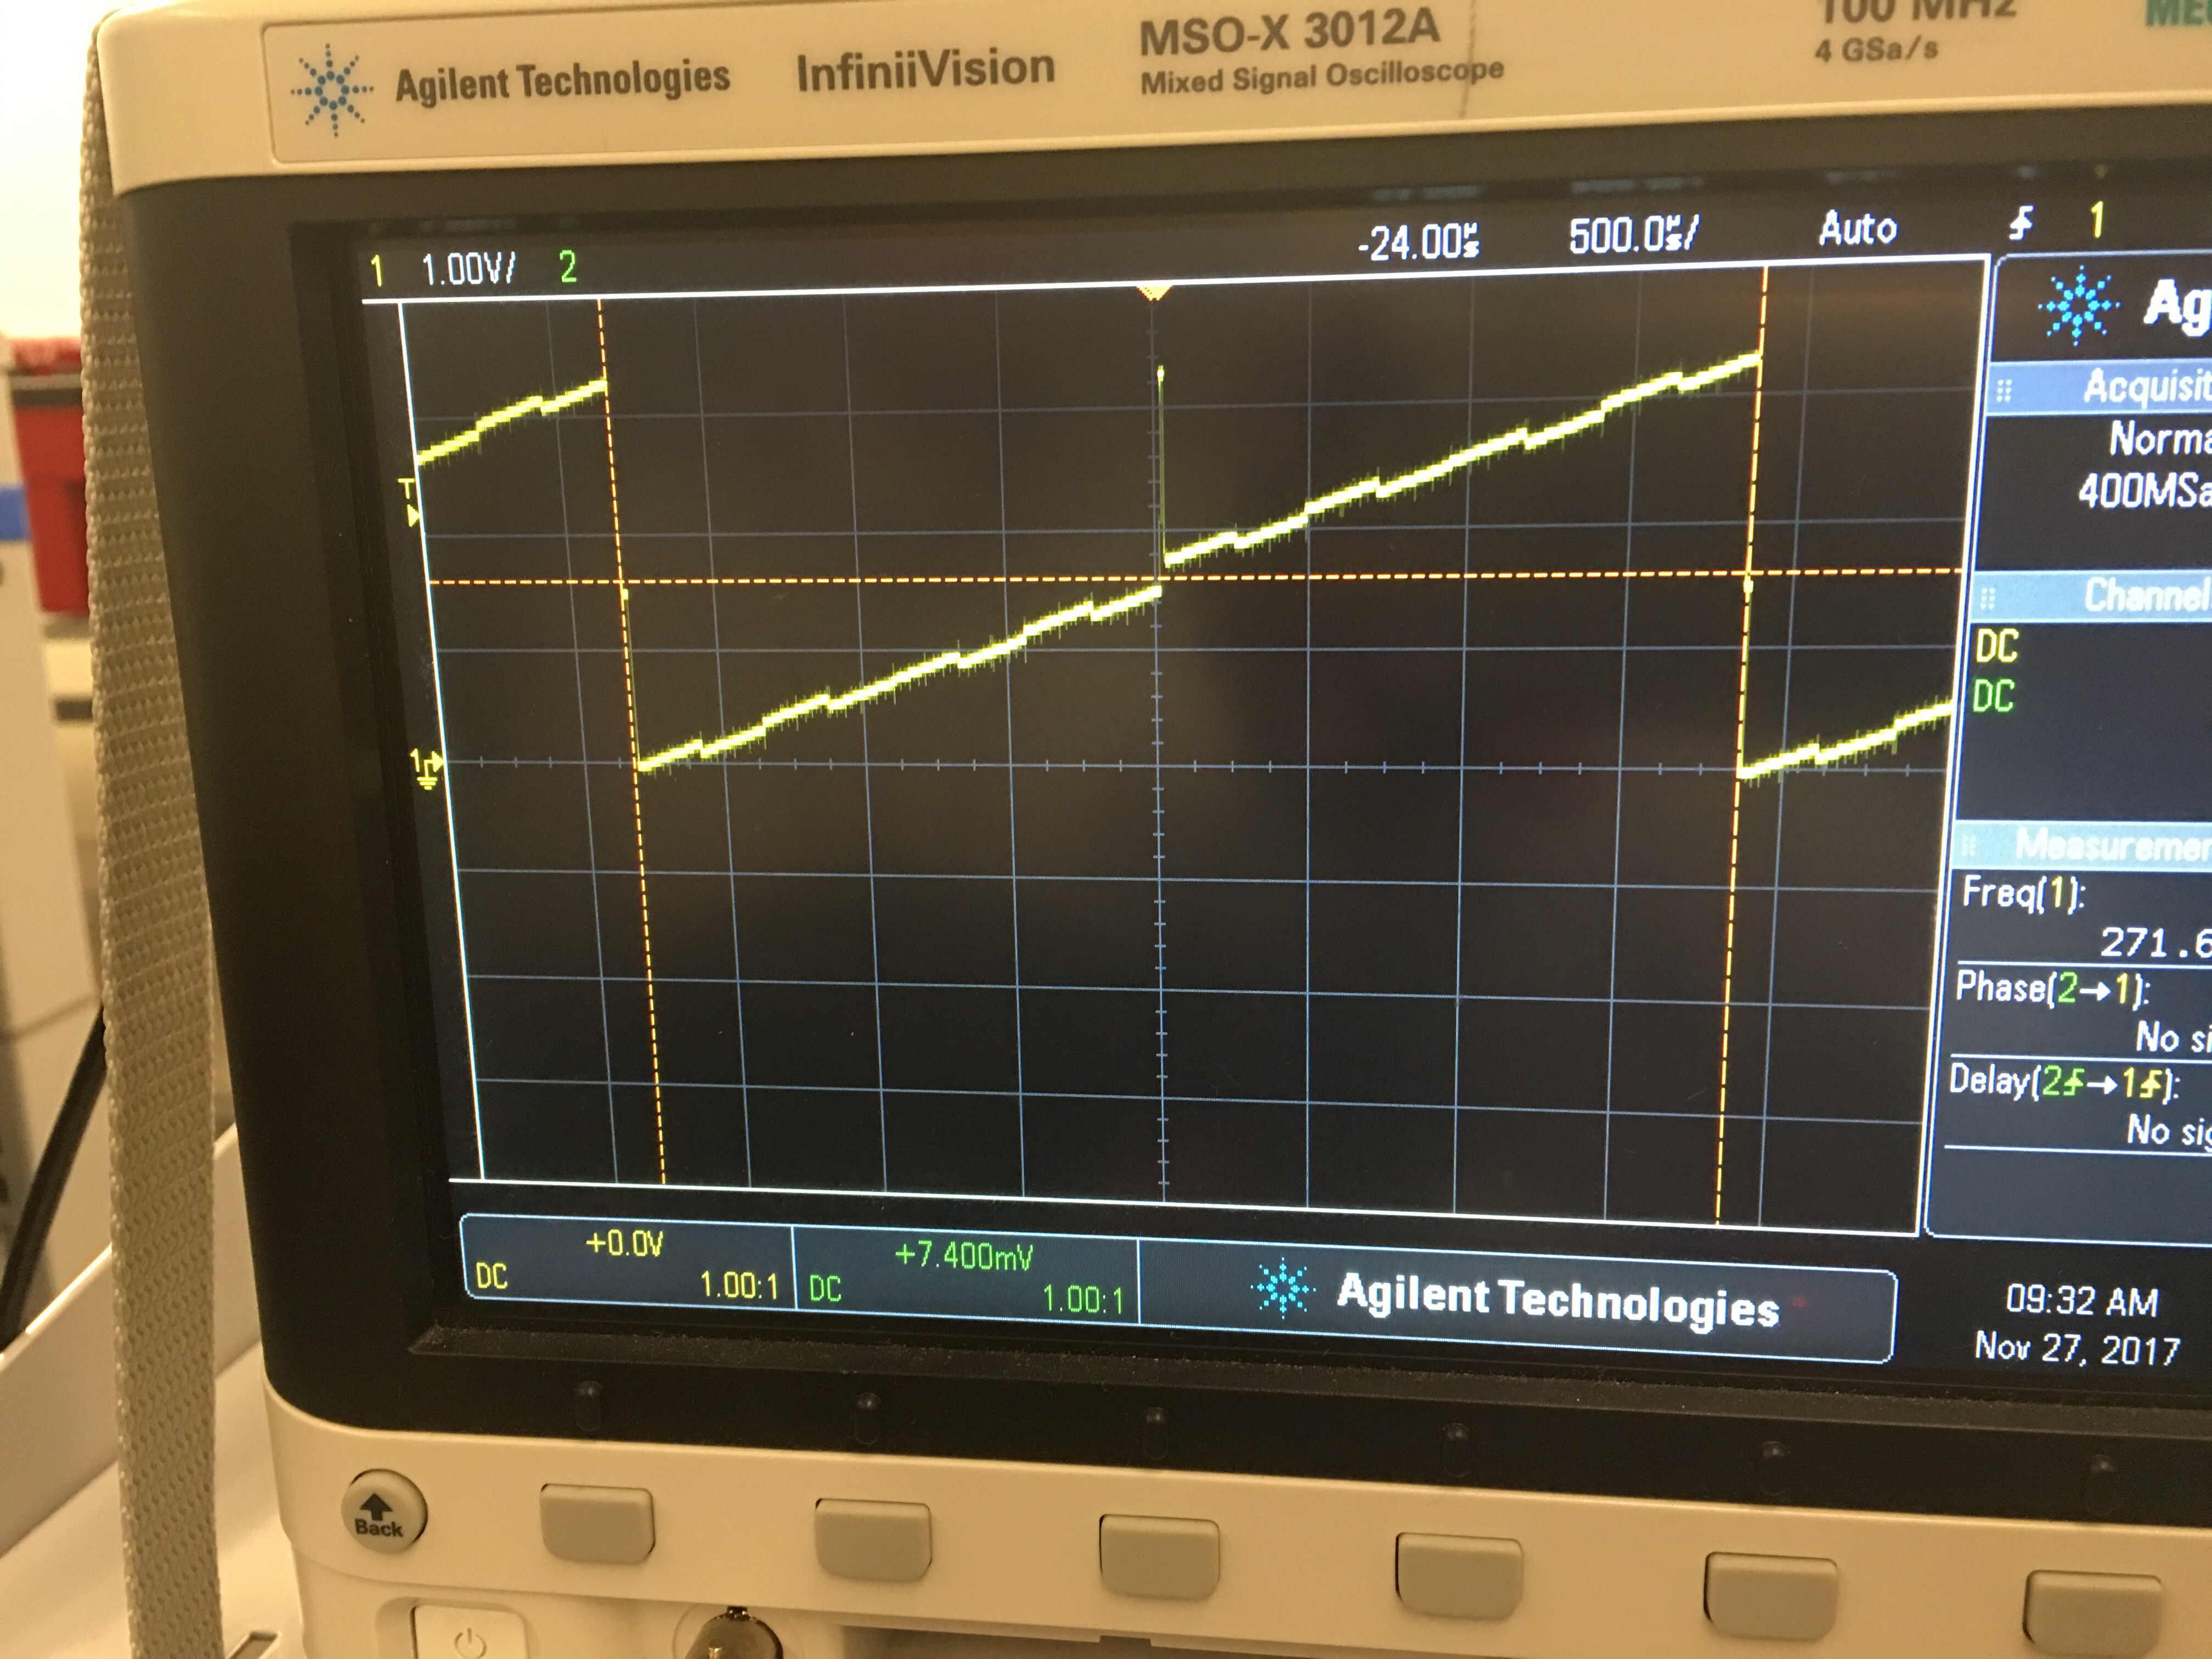 Agilent Technologies InfiniiVision MSO-X 3012A 100 MHz
Mixed Signal Oscilloscope 4 GSa/s
1 1.00V/ 2 -24.00µs 500.0µs/ Auto 1
Ag
Acquisit
Norma
400MSa
T
Channel
DC
DC
1
Measuremen
Freq(1):
271.6
Phase(2→1):
No si
Delay(2→1):
No sig
+0.0V
DC 1.00:1
+7.400mV
DC 1.00:1
Agilent Technologies
09:32 AM
Nov 27, 2017
Back